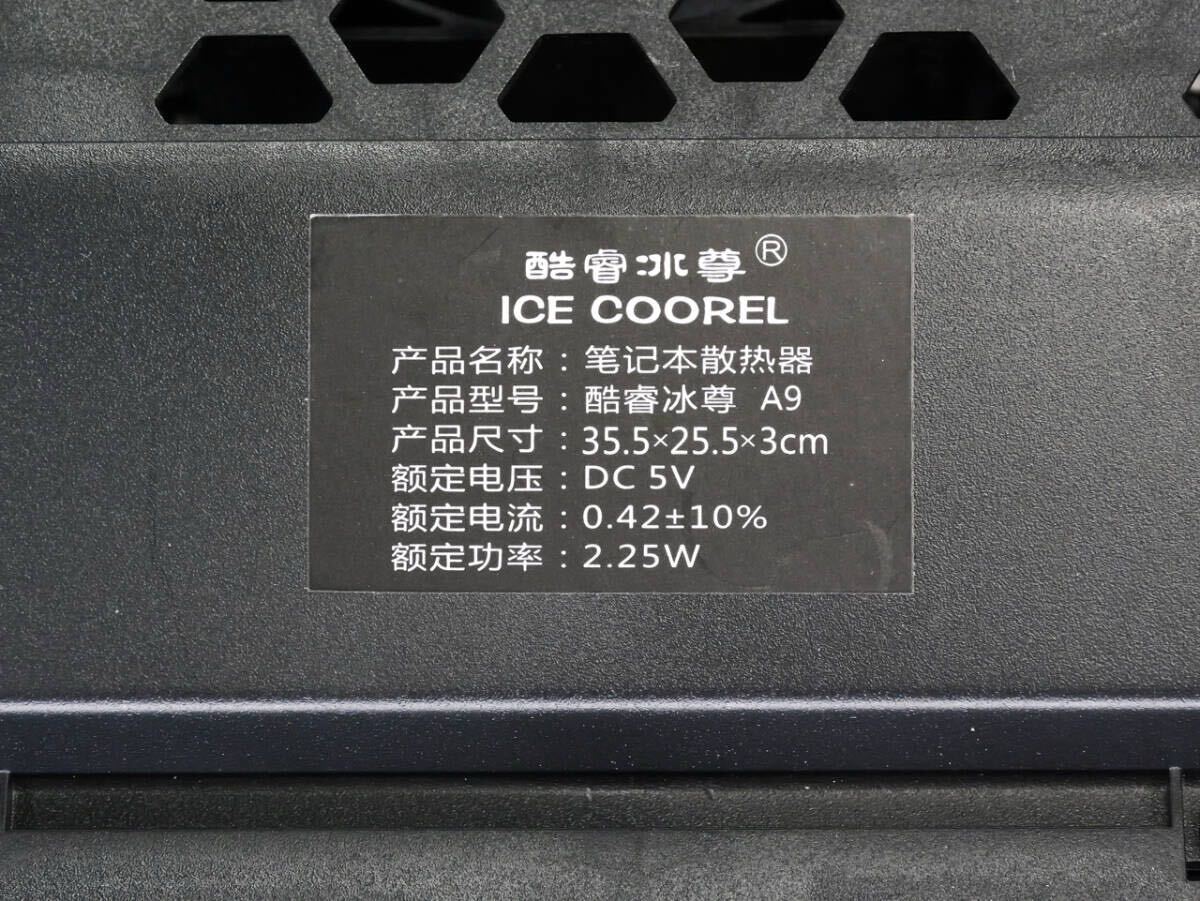 酷睿冰尊®
ICE COOREL
产品名称：笔记本散热器
产品型号：酷睿冰尊 A9
产品尺寸：35.5×25.5×3cm
额定电压：DC 5V
额定电流：0.42±10%
额定功率：2.25W